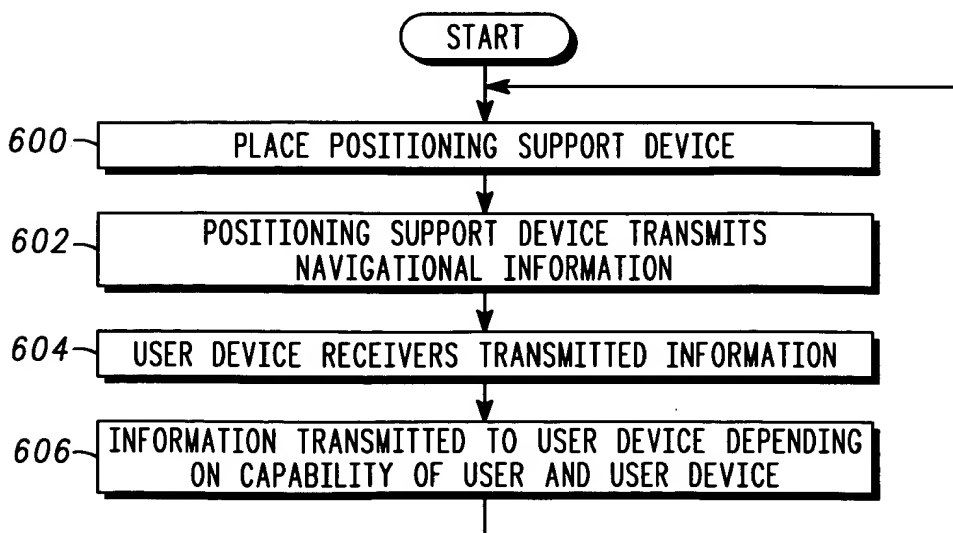 START
600
PLACE POSITIONING SUPPORT DEVICE
602
POSITIONING SUPPORT DEVICE TRANSMITS
NAVIGATIONAL INFORMATION
604
USER DEVICE RECEIVERS TRANSMITTED INFORMATION
606
INFORMATION TRANSMITTED TO USER DEVICE DEPENDING
ON CAPABILITY OF USER AND USER DEVICE